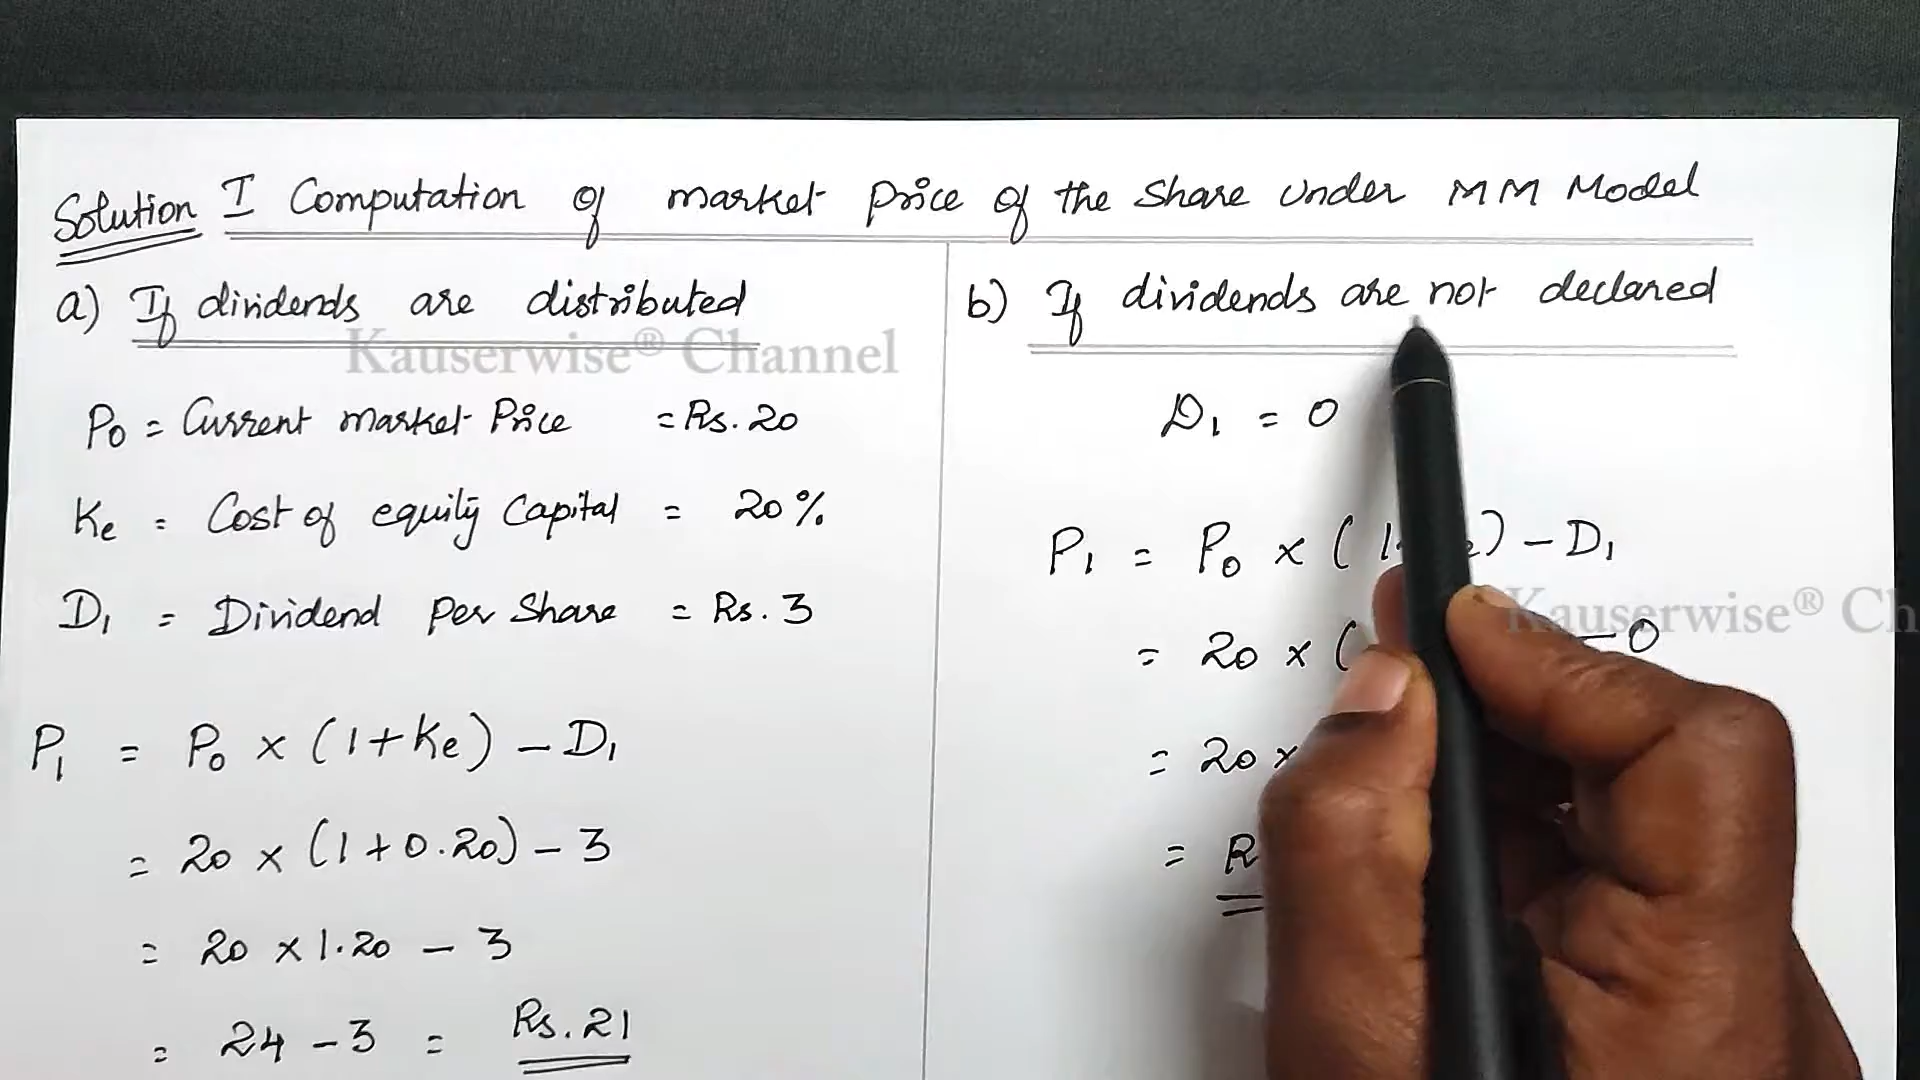 Solution I Computation of market Price of the Share under MM Model
a) If dividends are distributed
Kauserwise® Channel
P0 = Current market Price = Rs. 20
Ke = Cost of equity Capital = 20%
D1 = Dividend Per Share = Rs. 3
P1 = P0 × (1+Ke) – D1
= 20 × (1+0.20) – 3
= 20 × 1.20 – 3
= 24 – 3 = Rs. 21
b) If dividends are not declared
D1 = 0
P1 = P0 × (1 ) – D1
Kauserwise® Ch
= 20 × ( – 0
= 20 ×
= R